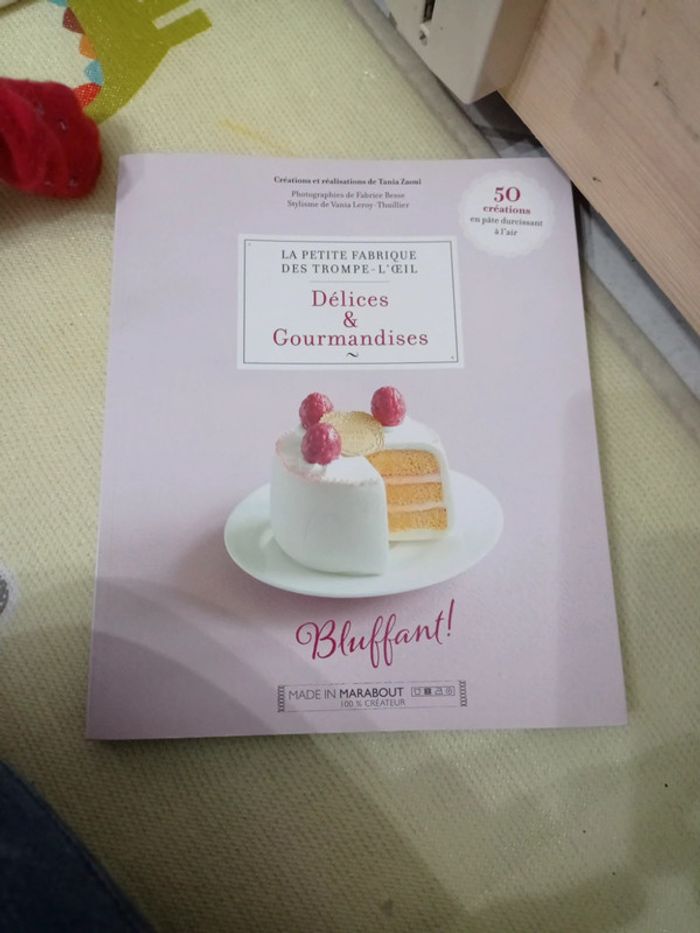 Créations et réalisations de Tania Zaoui
Photographies de Fabrice Besse
Stylisme de Vania Leroy-Thuillier
50
créations
en pâte durcissant
à l'air
LA PETITE FABRIQUE
DES TROMPE-L'ŒIL
Délices
&
Gourmandises
Bluffant!
MADE IN MARABOUT
100 % CRÉATEUR